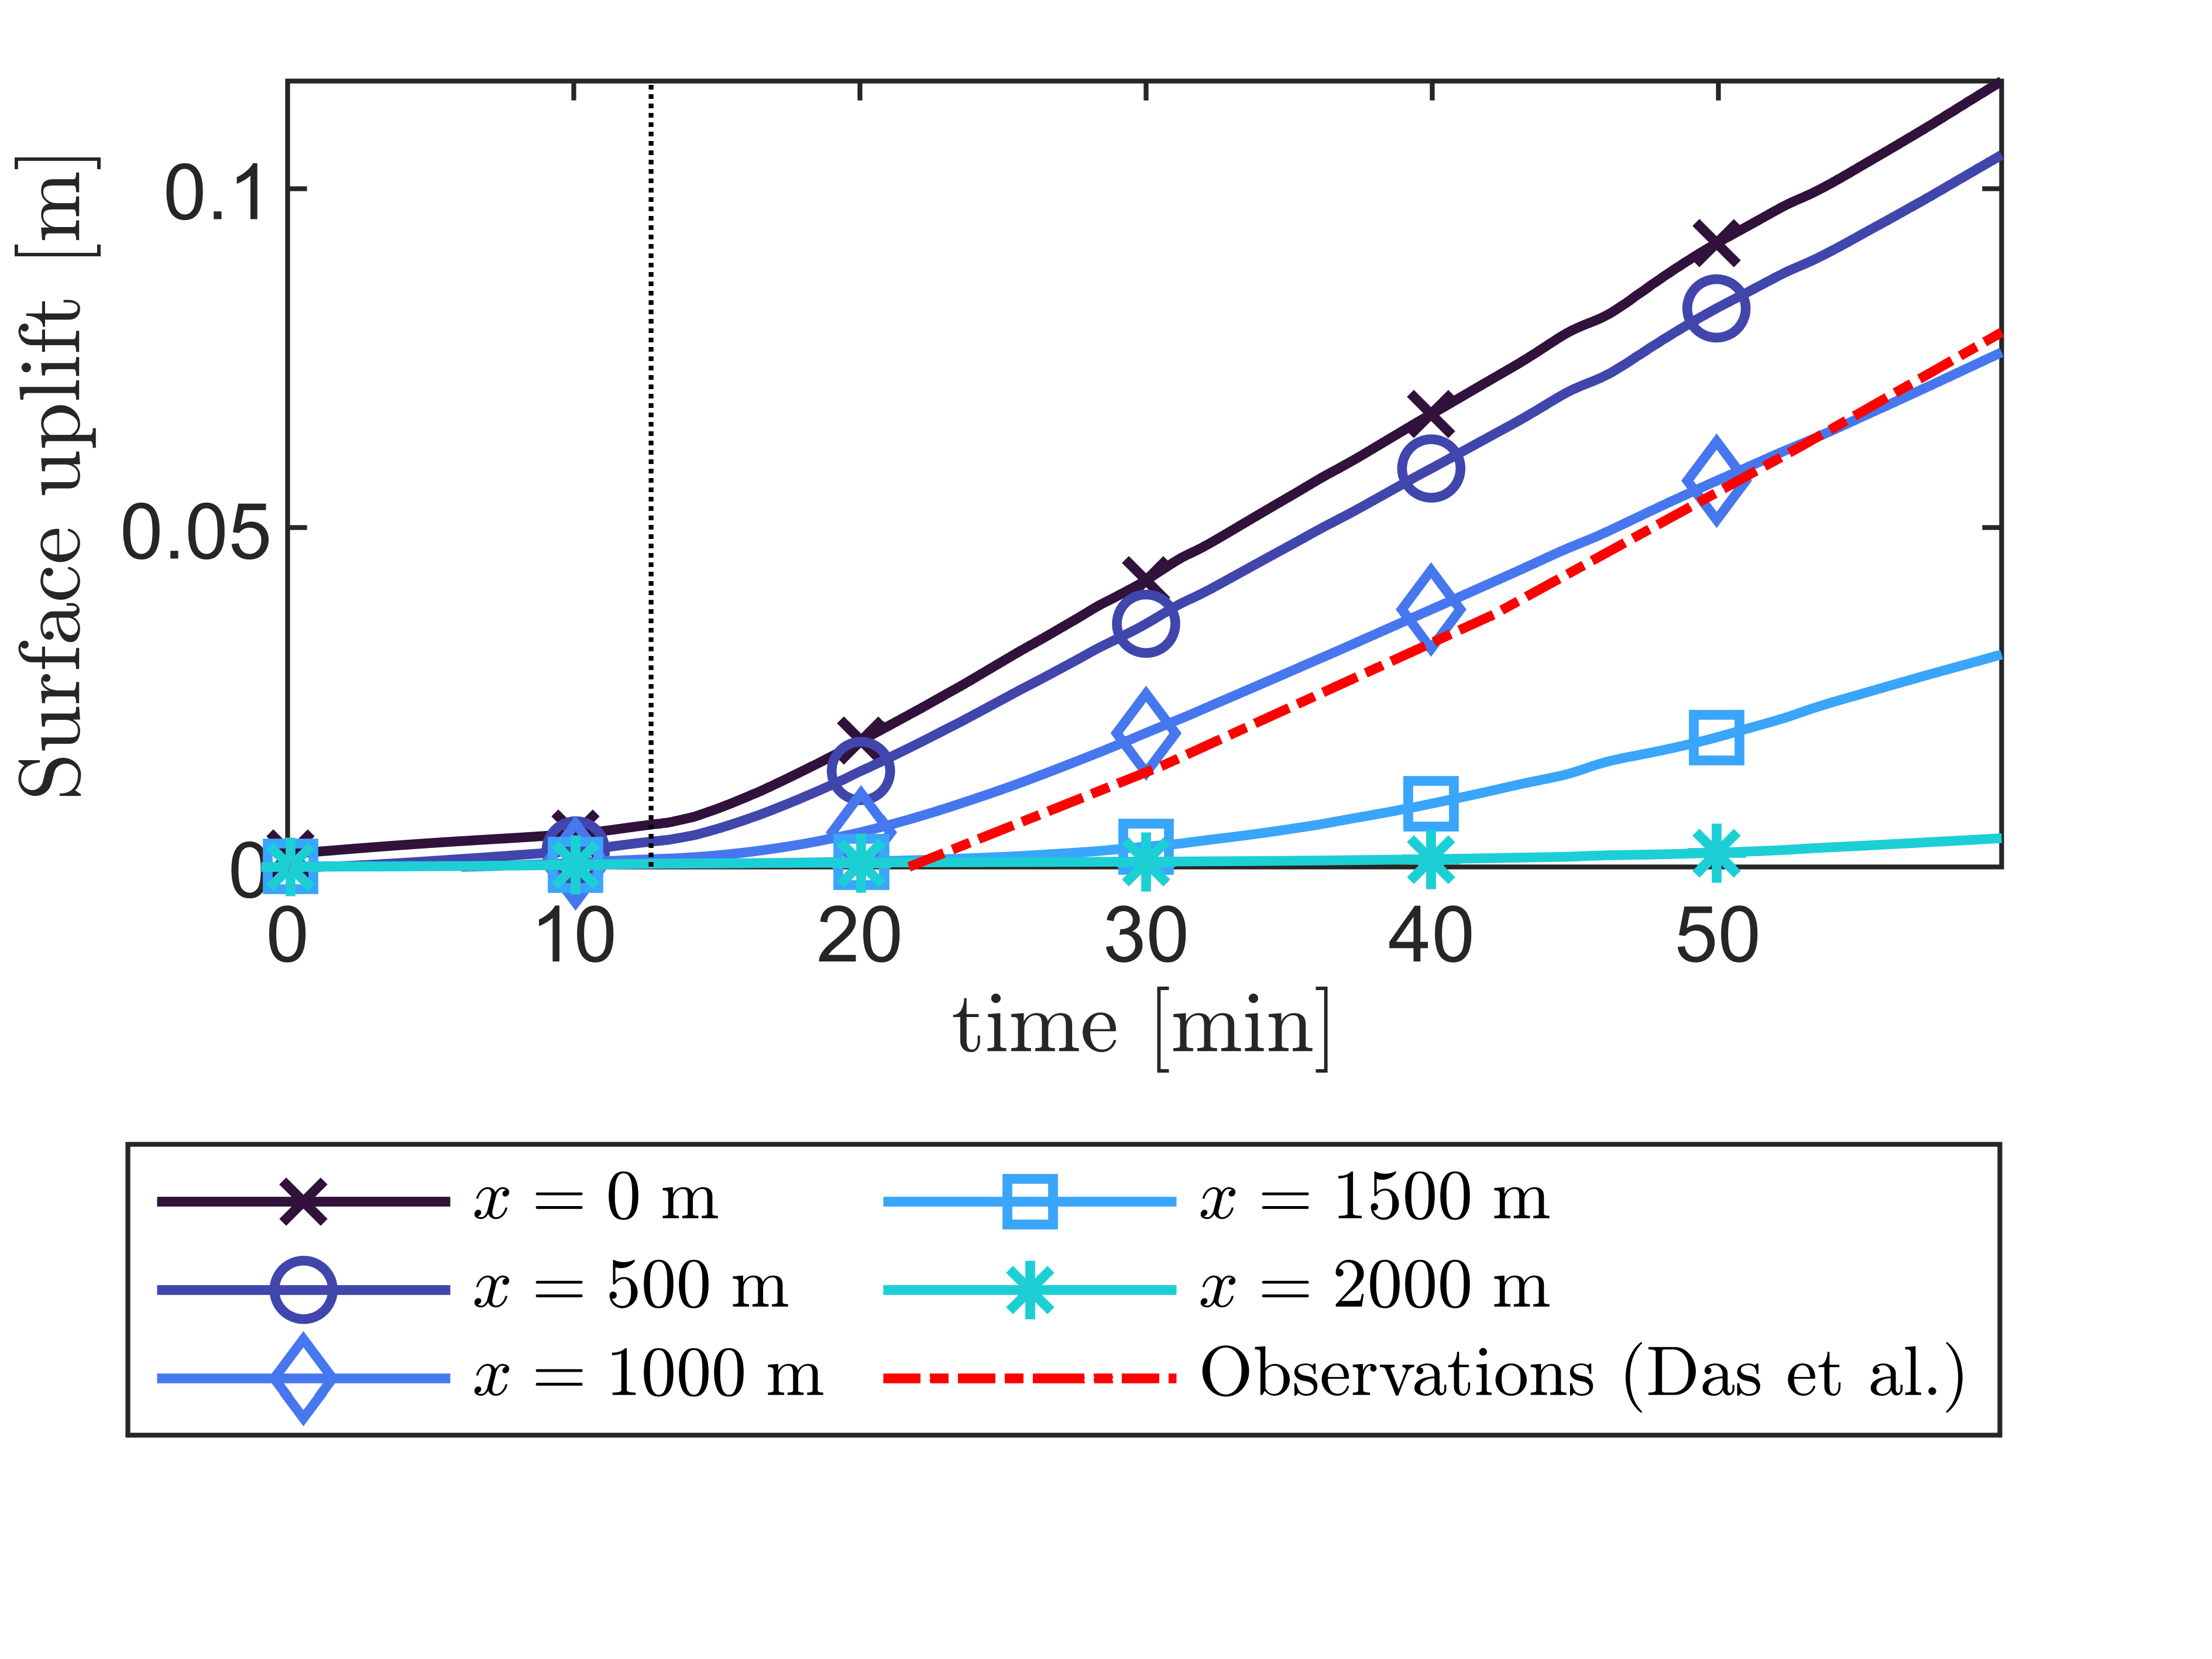 Surface uplift [m]
0.1
0.05
0
0 10 20 30 40 50
time [min]
x = 0 m
x = 500 m
x = 1000 m
x = 1500 m
x = 2000 m
Observations (Das et al.)